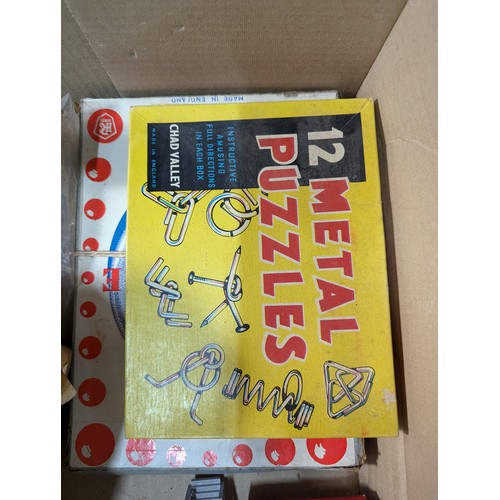 12 METAL
PUZZLES
INSTRUCTIVE
AMUSING
FULL DIRECTIONS
IN EACH BOX
CHAD VALLEY
MADE IN ENGLAND
MADE IN ENGLAND